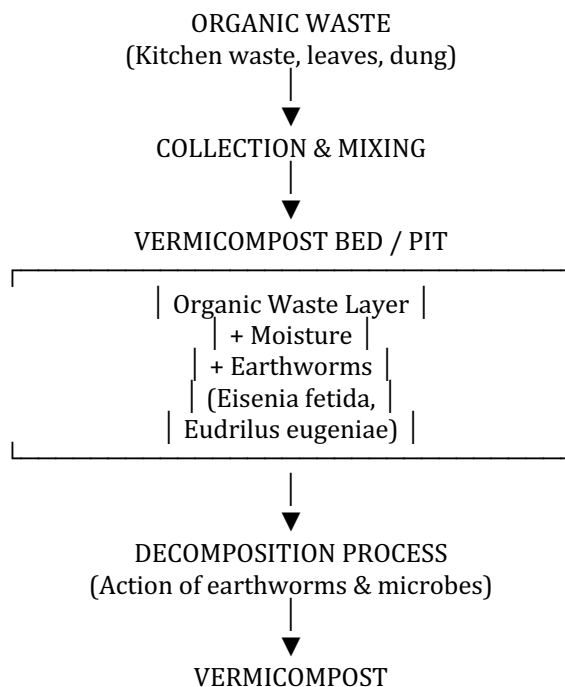 ORGANIC WASTE
(Kitchen waste, leaves, dung)
COLLECTION & MIXING
VERMICOMPOST BED / PIT
│ Organic Waste Layer │
│ + Moisture │
│ + Earthworms │
│ (Eisenia fetida, │
│ Eudrilus eugeniae) │
DECOMPOSITION PROCESS
(Action of earthworms & microbes)
VERMICOMPOST